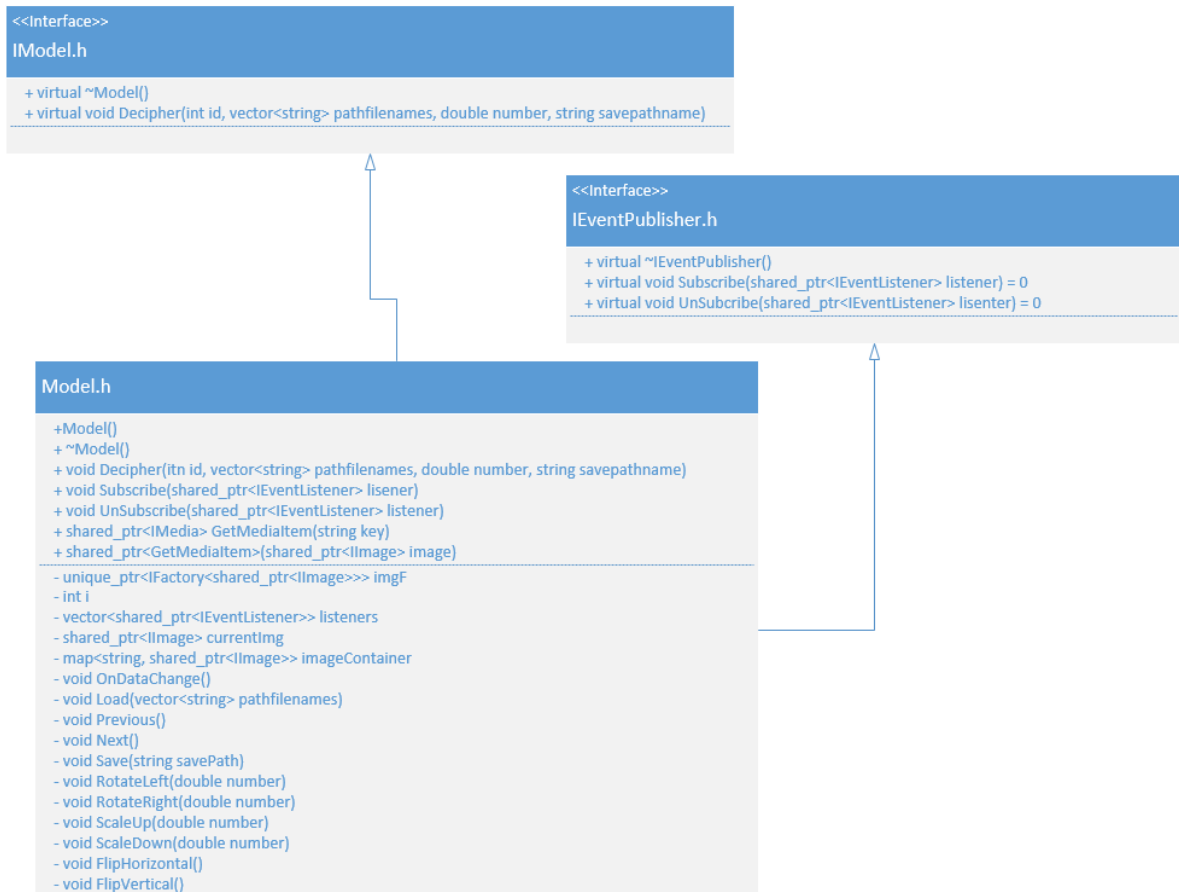 <<Interface>>
IModel.h
+ virtual ~Model()
+ virtual void Decipher(int id, vector<string> pathfilenames, double number, string savepathname)
<<Interface>>
IEventPublisher.h
+ virtual ~IEventPublisher()
+ virtual void Subscribe(shared_ptr<IEventListener> listener) = 0
+ virtual void UnSubcribe(shared_ptr<IEventListener> lisenter) = 0
Model.h
+Model()
+ ~Model()
+ void Decipher(itn id, vector<string> pathfilenames, double number, string savepathname)
+ void Subscribe(shared_ptr<IEventListener> lisener)
+ void UnSubscribe(shared_ptr<IEventListener> listener)
+ shared_ptr<IMedia> GetMediaItem(string key)
+ shared_ptr<GetMediaItem>(shared_ptr<IImage> image)
- unique_ptr<IFactory<shared_ptr<IImage>>> imgF
- int i
- vector<shared_ptr<IEventListener>> listeners
- shared_ptr<IImage> currentImg
- map<string, shared_ptr<IImage>> imageContainer
- void OnDataChange()
- void Load(vector<string> pathfilenames)
- void Previous()
- void Next()
- void Save(string savePath)
- void RotateLeft(double number)
- void RotateRight(double number)
- void ScaleUp(double number)
- void ScaleDown(double number)
- void FlipHorizontal()
- void FlipVertical()